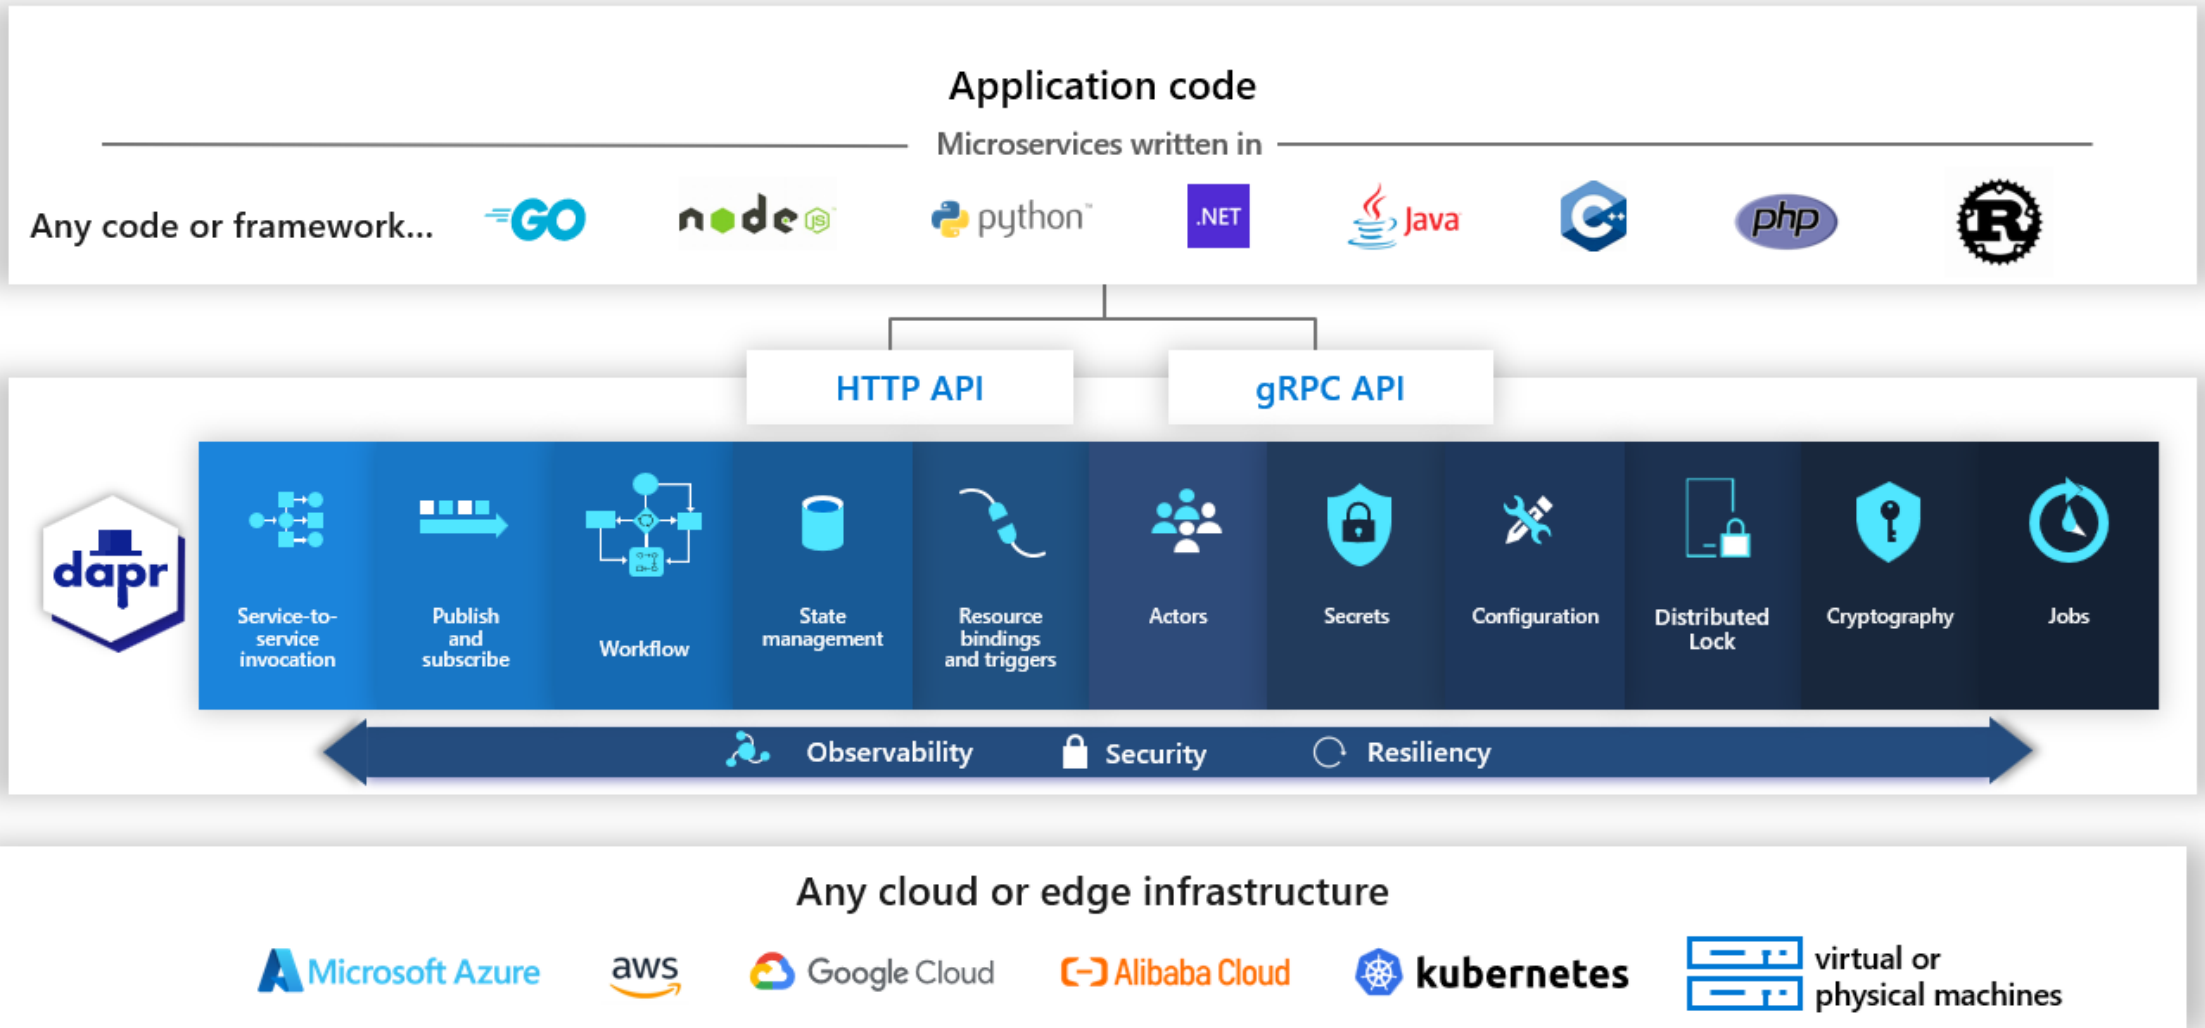 Application code
Microservices written in
Any code or framework...
GO
node
JS
python™
.NET
Java
C++
php
R
HTTP API
gRPC API
dapr
Service-to-
service
invocation
Publish
and
subscribe
Workflow
State
management
Resource
bindings
and triggers
Actors
Secrets
Configuration
Distributed
Lock
Cryptography
Jobs
Observability
Security
Resiliency
Any cloud or edge infrastructure
Microsoft Azure
aws
Google Cloud
Alibaba Cloud
kubernetes
virtual or
physical machines